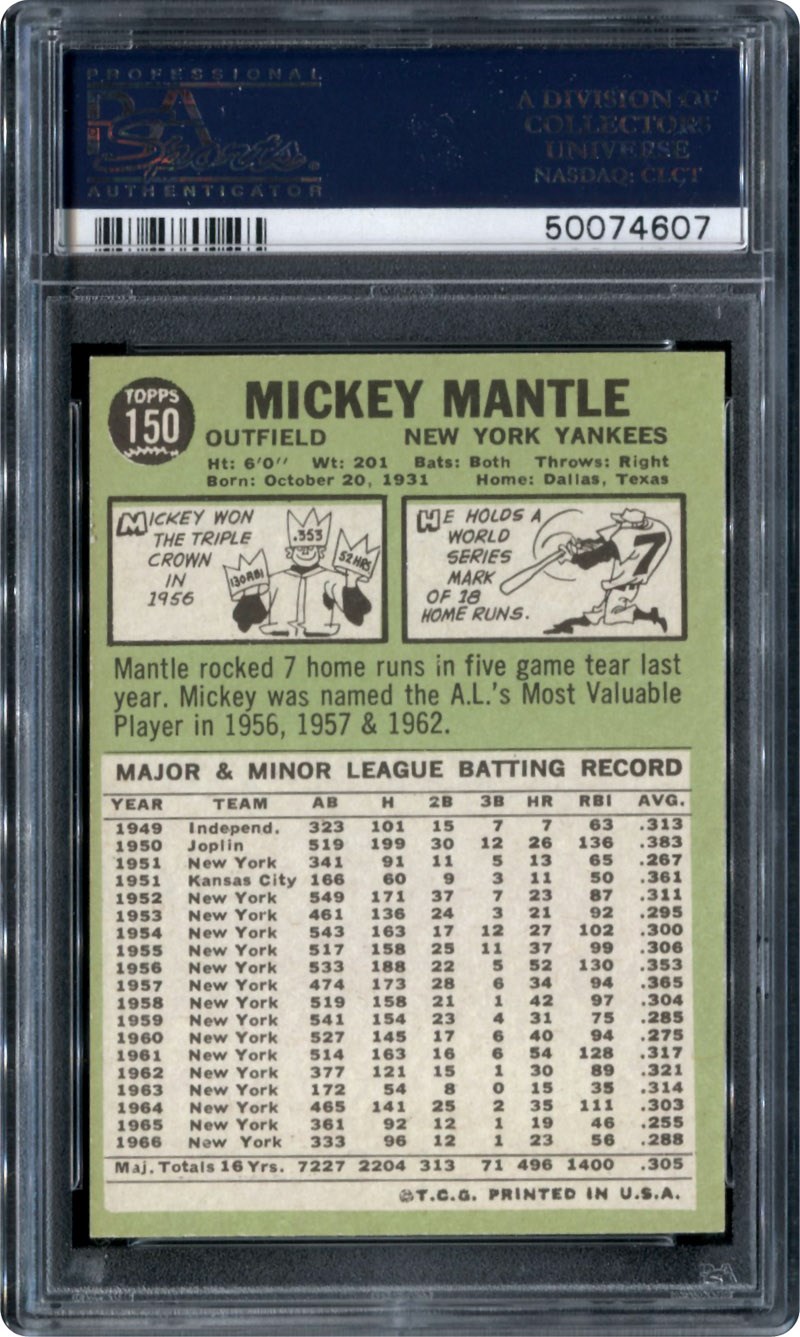 PROFESSIONAL
PSA
Sports.
AUTHENTICATOR
A DIVISION OF
COLLECTORS
UNIVERSE
NASDAQ: CLCT
50074607
TOPPS
150
MICKEY MANTLE
OUTFIELD NEW YORK YANKEES
Ht: 6'0'' Wt: 201 Bats: Both Throws: Right
Born: October 20, 1931 Home: Dallas, Texas
MICKEY WON
THE TRIPLE
CROWN
IN
1956
.353
130 RBI
52 HRS
HE HOLDS A
WORLD
SERIES
MARK
OF 18
HOME RUNS.
7
Mantle rocked 7 home runs in five game tear last
year. Mickey was named the A.L.'s Most Valuable
Player in 1956, 1957 & 1962.
MAJOR & MINOR LEAGUE BATTING RECORD
YEAR TEAM AB H 2B 3B HR RBI AVG.
1949 Independ. 323 101 15 7 7 63 .313
1950 Joplin 519 199 30 12 26 136 .383
1951 New York 341 91 11 5 13 65 .267
1951 Kansas City 166 60 9 3 11 50 .361
1952 New York 549 171 37 7 23 87 .311
1953 New York 461 136 24 3 21 92 .295
1954 New York 543 163 17 12 27 102 .300
1955 New York 517 158 25 11 37 99 .306
1956 New York 533 188 22 5 52 130 .353
1957 New York 474 173 28 6 34 94 .365
1958 New York 519 158 21 1 42 97 .304
1959 New York 541 154 23 4 31 75 .285
1960 New York 527 145 17 6 40 94 .275
1961 New York 514 163 16 6 54 128 .317
1962 New York 377 121 15 1 30 89 .321
1963 New York 172 54 8 0 15 35 .314
1964 New York 465 141 25 2 35 111 .303
1965 New York 361 92 12 1 19 46 .255
1966 New York 333 96 12 1 23 56 .288
Maj. Totals 16 Yrs. 7227 2204 313 71 496 1400 .305
©T.C.G. PRINTED IN U.S.A.
PSA